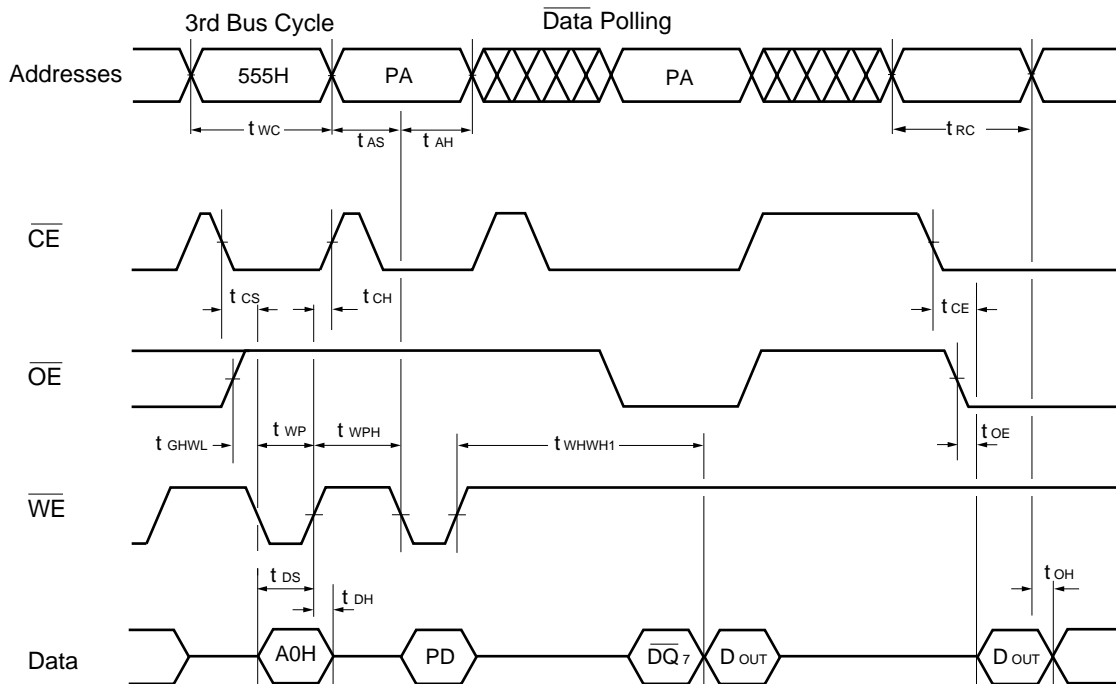 3rd Bus Cycle
Data Polling
Addresses
555H
PA
PA
t WC
t AS
t AH
t RC
CE
t CS
t CH
t CE
OE
t GHWL
t WP
t WPH
t WHWH1
t OE
WE
t DS
t DH
t OH
Data
A0H
PD
DQ 7
D OUT
D OUT